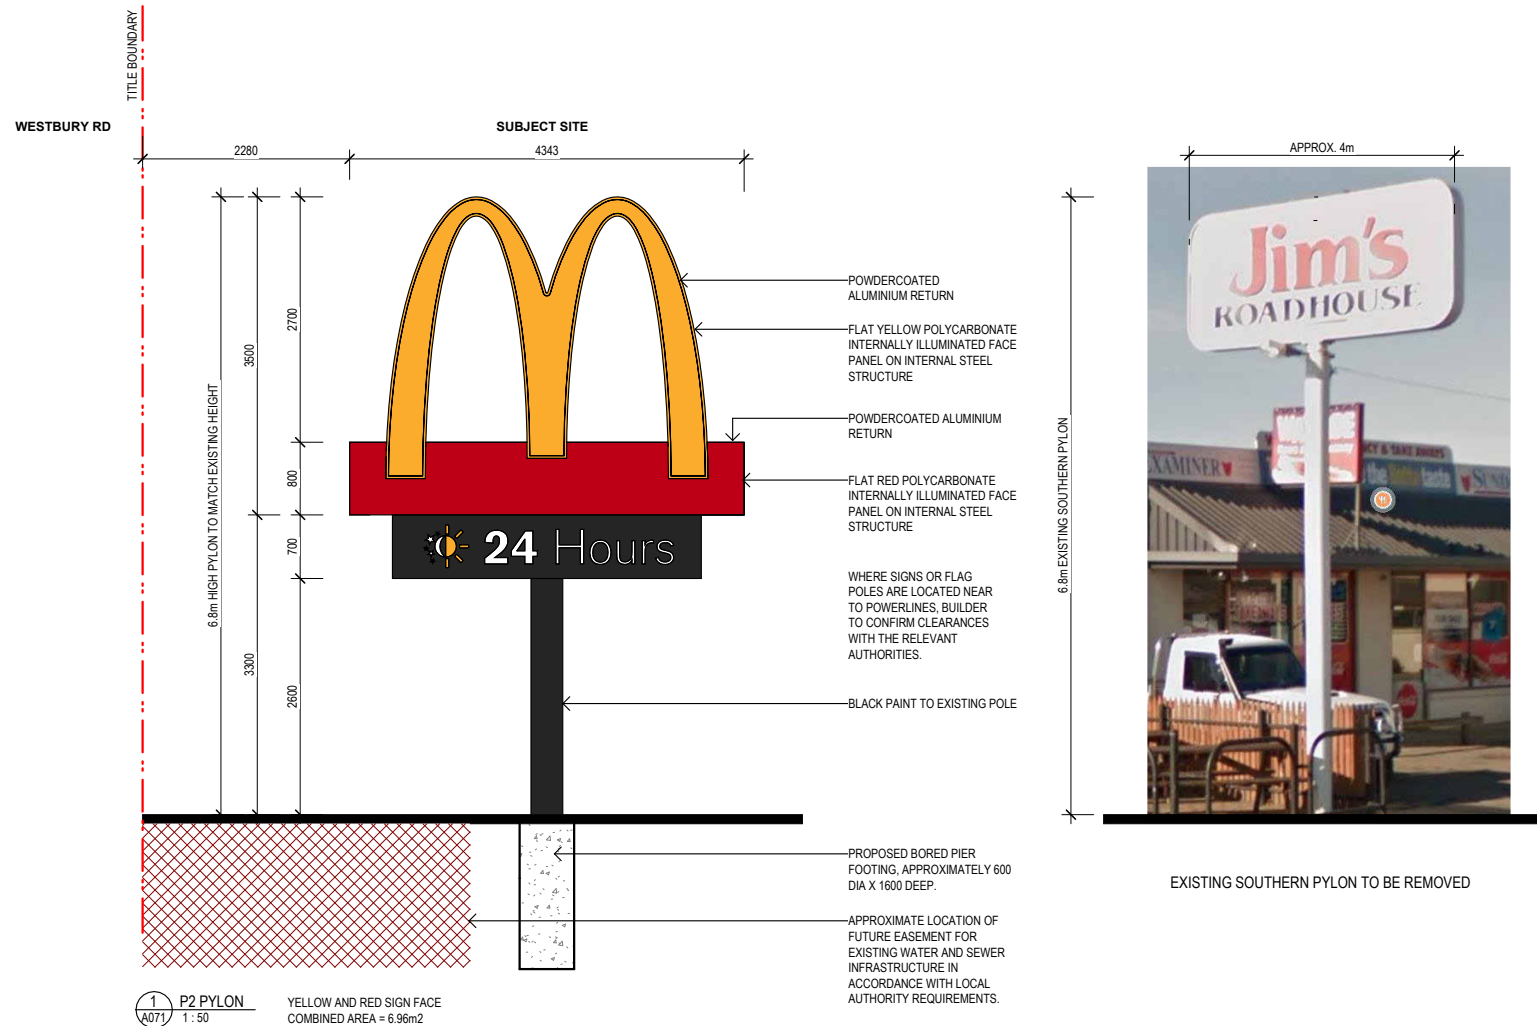 TITLE BOUNDARY
WESTBURY RD
SUBJECT SITE
2280
4343
APPROX. 4m
6.8m HIGH PYLON TO MATCH EXISTING HEIGHT
3500
3300
2700
800
700
2600
24 Hours
POWDERCOATED
ALUMINIUM RETURN
FLAT YELLOW POLYCARBONATE
INTERNALLY ILLUMINATED FACE
PANEL ON INTERNAL STEEL
STRUCTURE
POWDERCOATED ALUMINIUM
RETURN
FLAT RED POLYCARBONATE
INTERNALLY ILLUMINATED FACE
PANEL ON INTERNAL STEEL
STRUCTURE
WHERE SIGNS OR FLAG
POLES ARE LOCATED NEAR
TO POWERLINES, BUILDER
TO CONFIRM CLEARANCES
WITH THE RELEVANT
AUTHORITIES.
BLACK PAINT TO EXISTING POLE
PROPOSED BORED PIER
FOOTING, APPROXIMATELY 600
DIA X 1600 DEEP.
APPROXIMATE LOCATION OF
FUTURE EASEMENT FOR
EXISTING WATER AND SEWER
INFRASTRUCTURE IN
ACCORDANCE WITH LOCAL
AUTHORITY REQUIREMENTS.
6.8m EXISTING SOUTHERN PYLON
Jim's
ROADHOUSE
EXAMINER
& TAKE AWAYS
the
EXISTING SOUTHERN PYLON TO BE REMOVED
1
A071
P2 PYLON
1 : 50
YELLOW AND RED SIGN FACE
COMBINED AREA = 6.96m2